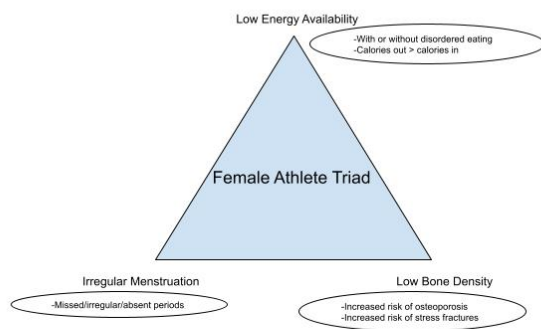 Low Energy Availability
-With or without disordered eating
-Calories out > calories in
Female Athlete Triad
Irregular Menstruation
-Missed/irregular/absent periods
Low Bone Density
-Increased risk of osteoporosis
-Increased risk of stress fractures